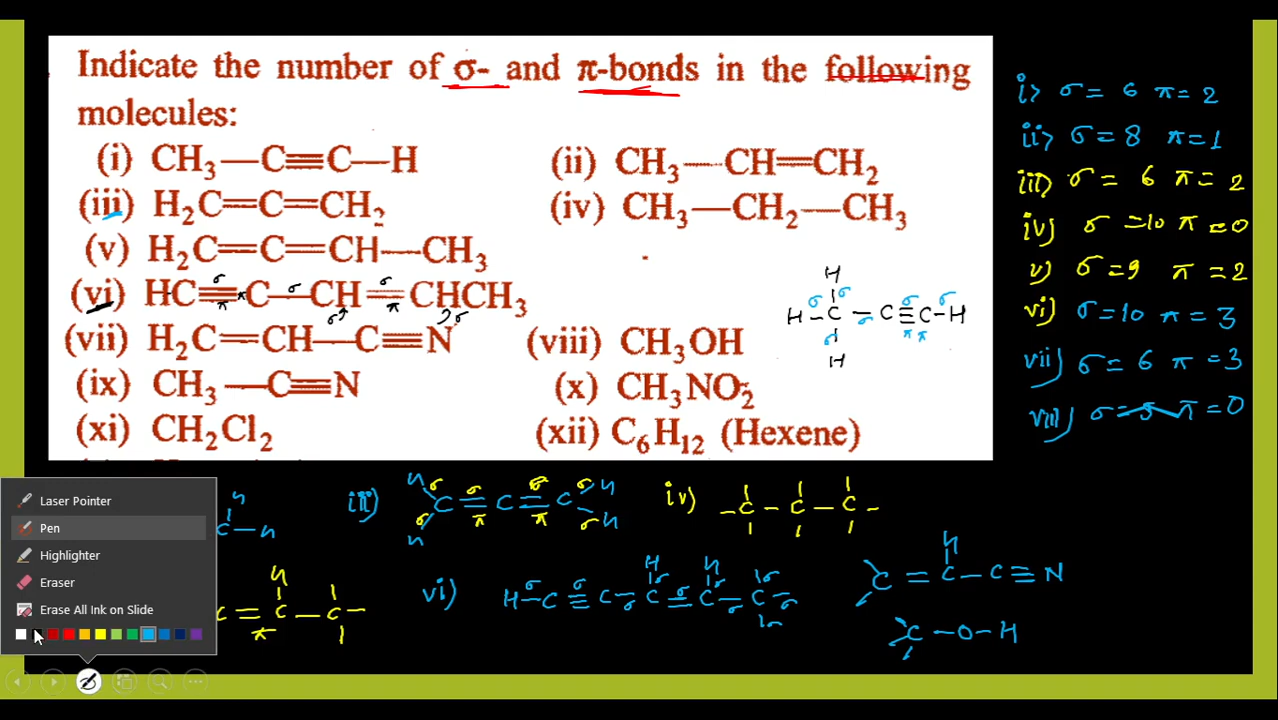 Indicate the number of σ- and π-bonds in the following
molecules:
(i) CH₃—C≡C—H
(ii) CH₃—CH=CH₂
(iii) H₂C=C=CH₂
(iv) CH₃—CH₂—CH₃
(v) H₂C=C=CH—CH₃
(vi) HC≡C—CH=CHCH₃
(vii) H₂C=CH—C≡N
(viii) CH₃OH
(ix) CH₃—C≡N
(x) CH₃NO₂
(xi) CH₂Cl₂
(xii) C₆H₁₂ (Hexene)
i) σ = 6 π = 2
ii) σ = 8 π = 1
iii) σ = 6 π = 2
iv) σ = 10 π = 0
v) σ = 9 π = 2
vi) σ = 10 π = 3
vii) σ = 6 π = 3
viii) σ = 5 π = 0
H
H - C - C ≡ C - H
H
iii) C = C = C
iv) - C - C - C -
C = C - C -
vi) H - C ≡ C - C = C - C -
C = C - C ≡ N
C - O - H
Laser Pointer
Pen
Highlighter
Eraser
Erase All Ink on Slide